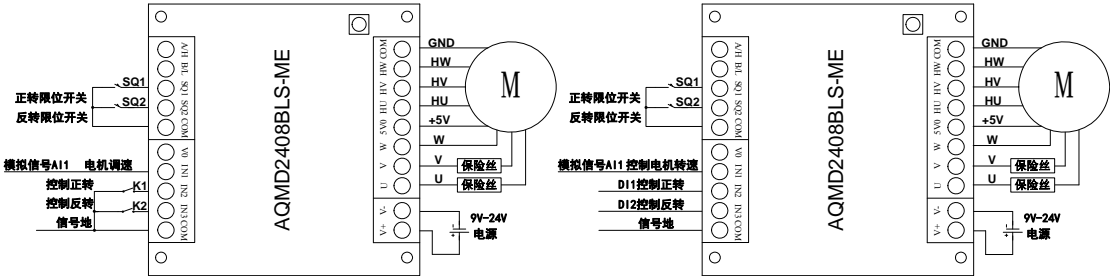 AQMD2408BLS-ME
A/H
B/L
SQ1
SQ2
COM
V0
IN1
IN2
IN3
COM
SQ1
正转限位开关
SQ2
反转限位开关
模拟信号AI1 电机调速
控制正转
K1
控制反转
K2
信号地
COM
HW
HV
HU
5V0
W
V
U
V-
V+
GND
HW
HV
HU
+5V
W
V
U
M
保险丝
保险丝
9V-24V
电源
AQMD2408BLS-ME
A/H
B/L
SQ1
SQ2
COM
V0
IN1
IN2
IN3
COM
SQ1
正转限位开关
SQ2
反转限位开关
模拟信号AI1控制电机转速
DI1控制正转
DI2控制反转
信号地
COM
HW
HV
HU
5V0
W
V
U
V-
V+
GND
HW
HV
HU
+5V
W
V
U
M
保险丝
保险丝
9V-24V
电源